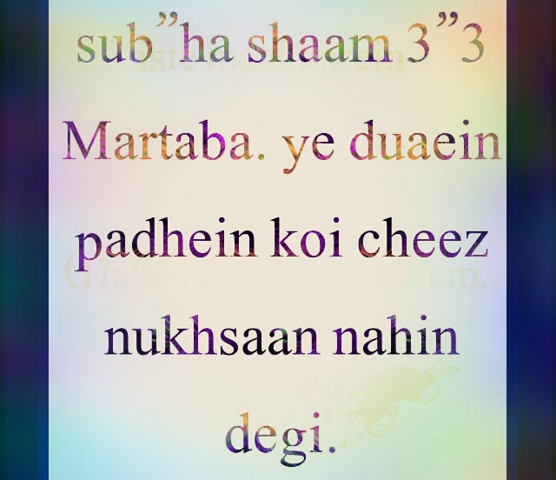 sub”ha shaam 3”3
Martaba. ye duaein
padhein koi cheez
nukhsaan nahin
degi.